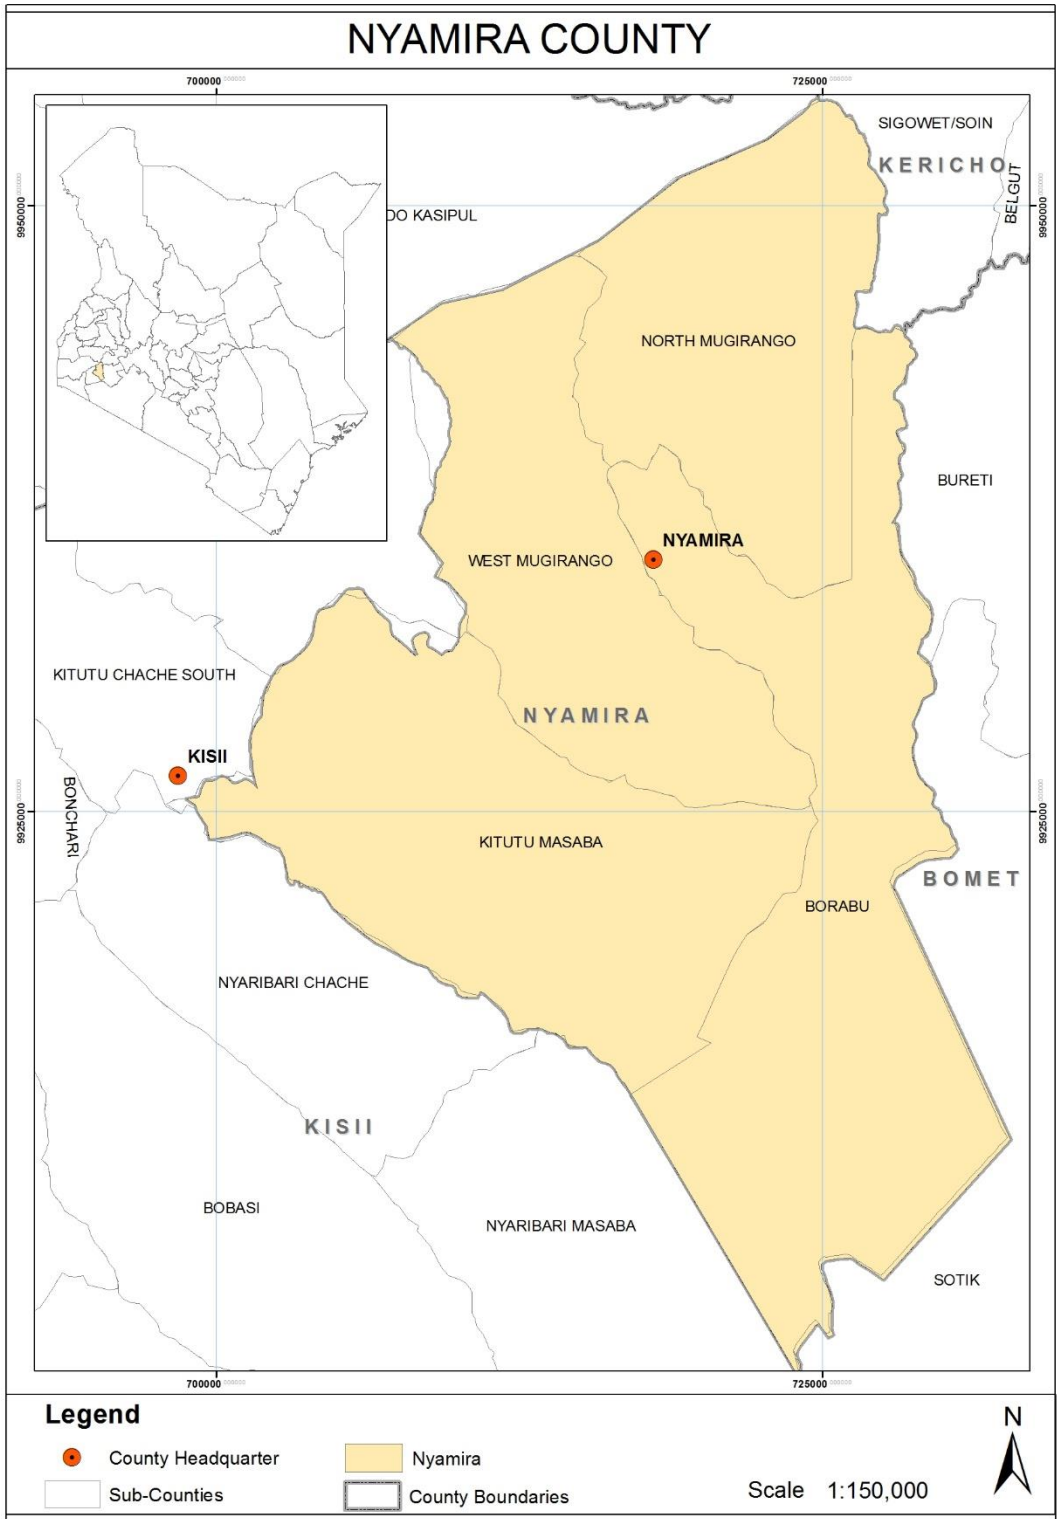 NYAMIRA COUNTY
700000
725000
SIGOWET/SOIN
KERICHO
BELGUT
9950000
9950000
DO KASIPUL
NORTH MUGIRANGO
BURETI
NYAMIRA
WEST MUGIRANGO
KITUTU CHACHE SOUTH
NYAMIRA
KISII
BONCHARI
9925000
9925000
KITUTU MASABA
BOMET
BORABU
NYARIBARI CHACHE
KISII
BOBASI
NYARIBARI MASABA
SOTIK
700000
725000
Legend
N
County Headquarter
Nyamira
Sub-Counties
County Boundaries
Scale 1:150,000